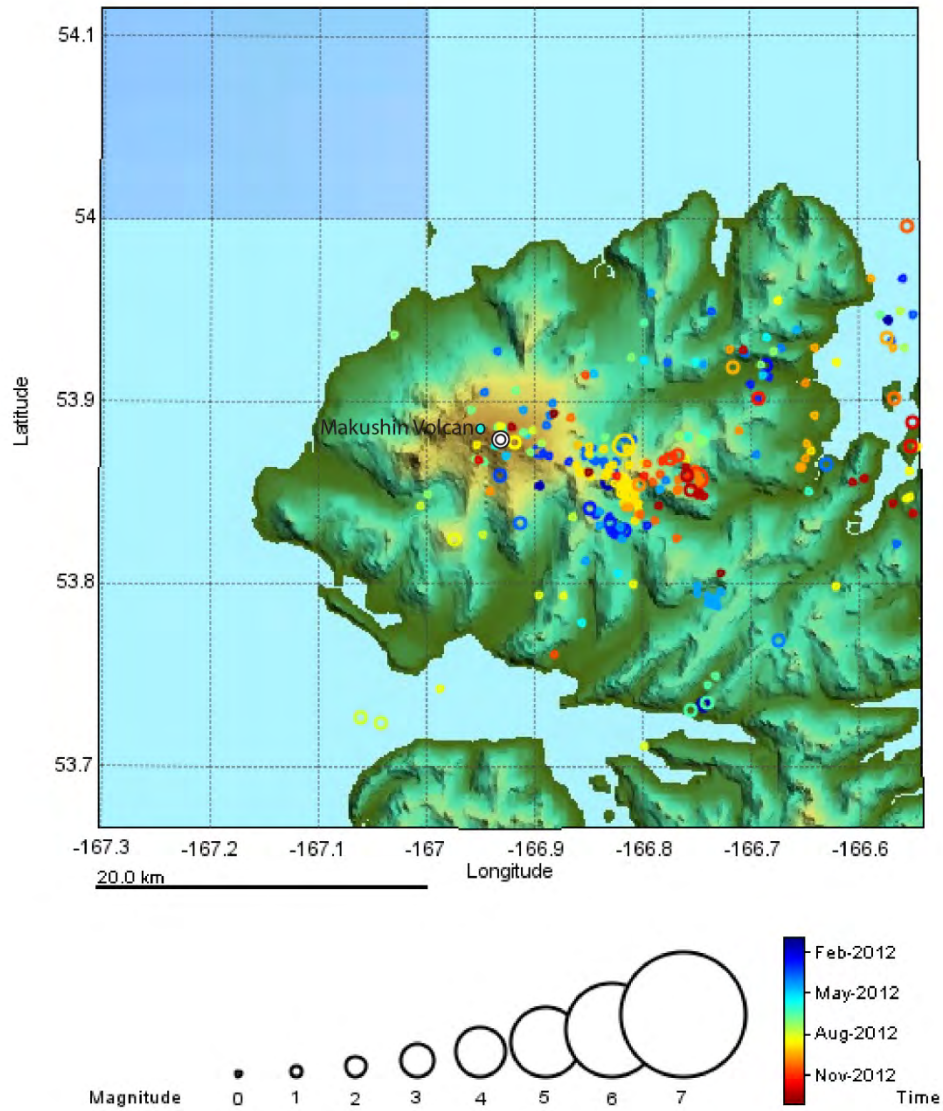 54.1
54
53.9
53.8
53.7
Latitude
Makushin Volcano
-167.3 -167.2 -167.1 -167 -166.9 -166.8 -166.7 -166.6
Longitude
20.0 km
Feb-2012
May-2012
Aug-2012
Nov-2012
Magnitude 0 1 2 3 4 5 6 7 Time